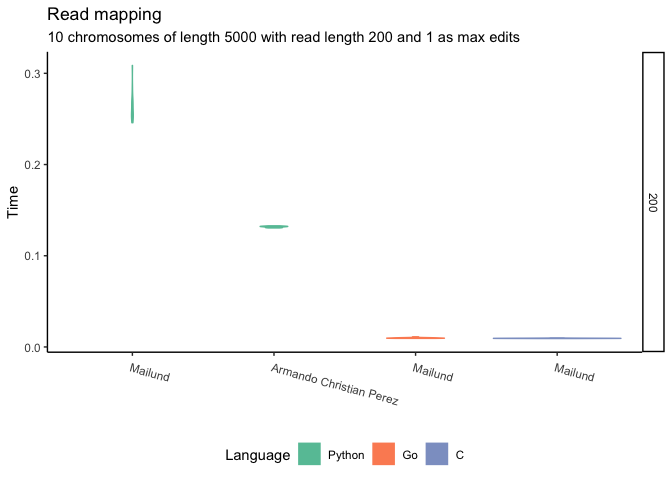 Read mapping
10 chromosomes of length 5000 with read length 200 and 1 as max edits
0.3
0.2
0.1
0.0
Time
200
Mailund
Armando Christian Perez
Mailund
Mailund
Language Python Go C